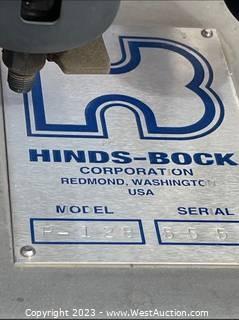 HINDS-BOCK
CORPORATION
REDMOND, WASHINGTON
USA
MODEL SERIAL
Copyright 2023 - www.WestAuction.com